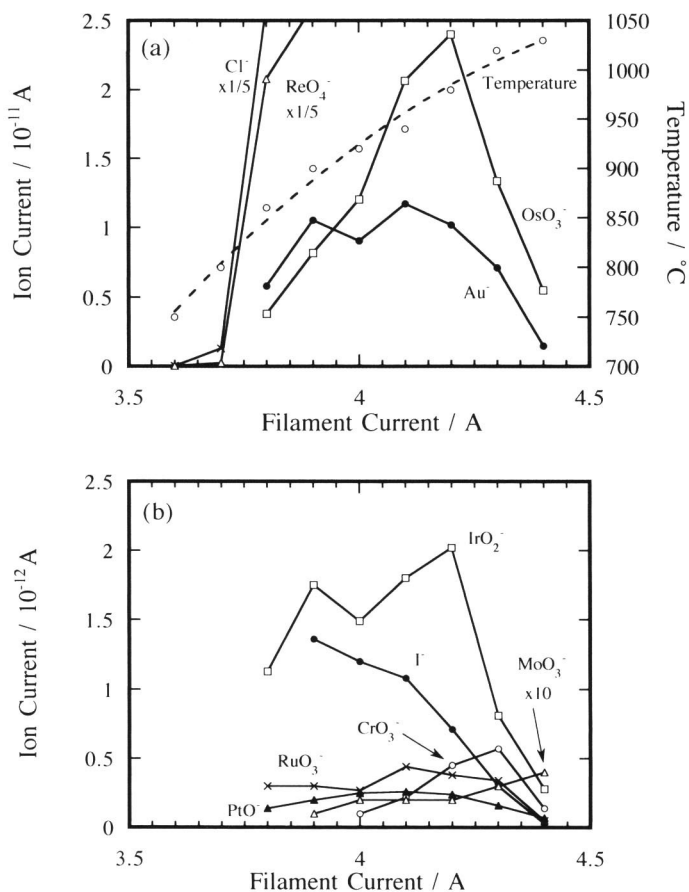 (a)
2.5
2
1.5
1
0.5
0
Ion Current / 10⁻¹¹ A
Cl⁻
x1/5
ReO₄⁻
x1/5
Temperature
OsO₃⁻
Au⁻
1050
1000
950
900
850
800
750
700
Temperature / °C
3.5 4 4.5
Filament Current / A
(b)
2.5
2
1.5
1
0.5
0
Ion Current / 10⁻¹² A
IrO₂⁻
I⁻
MoO₃⁻
x10
CrO₃⁻
RuO₃⁻
PtO⁻
3.5 4 4.5
Filament Current / A